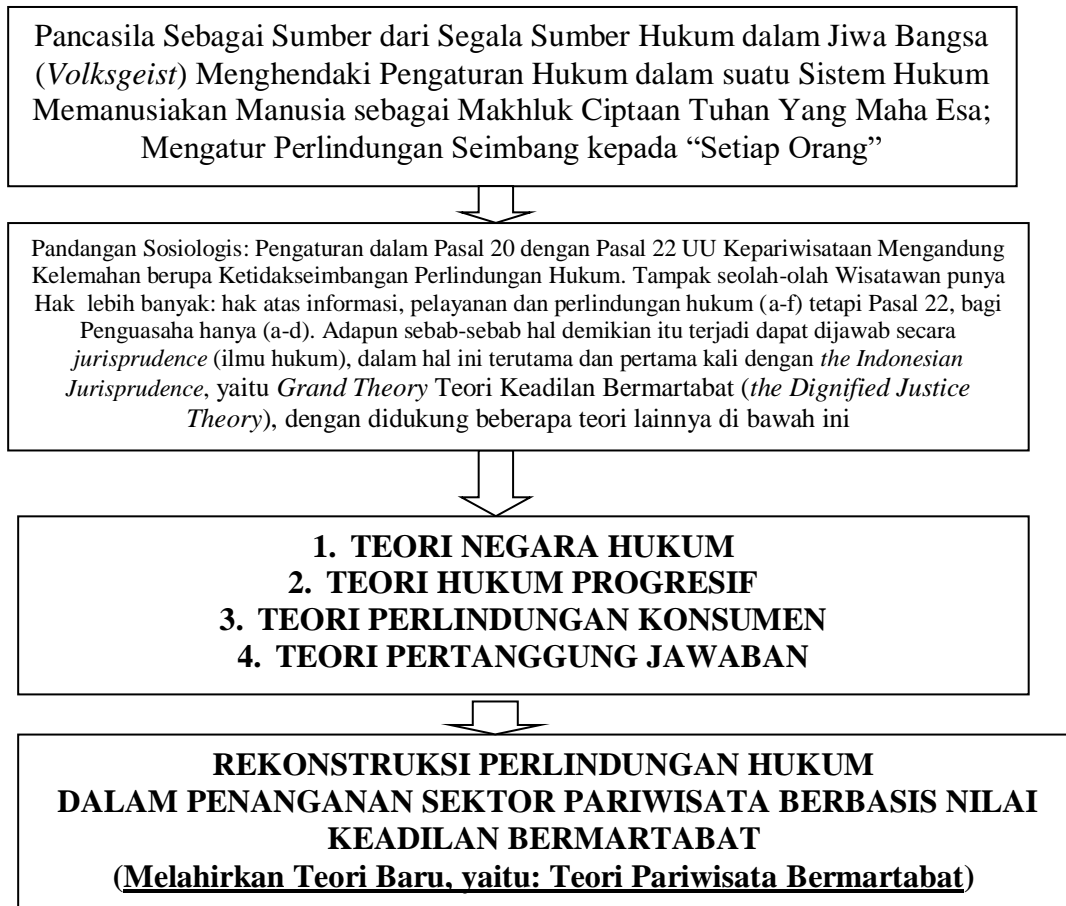 Pancasila Sebagai Sumber dari Segala Sumber Hukum dalam Jiwa Bangsa
(Volksgeist) Menghendaki Pengaturan Hukum dalam suatu Sistem Hukum
Memanusiakan Manusia sebagai Makhluk Ciptaan Tuhan Yang Maha Esa;
Mengatur Perlindungan Seimbang kepada “Setiap Orang”
Pandangan Sosiologis: Pengaturan dalam Pasal 20 dengan Pasal 22 UU Kepariwisataan Mengandung
Kelemahan berupa Ketidakseimbangan Perlindungan Hukum. Tampak seolah-olah Wisatawan punya
Hak lebih banyak: hak atas informasi, pelayanan dan perlindungan hukum (a-f) tetapi Pasal 22, bagi
Penguasaha hanya (a-d). Adapun sebab-sebab hal demikian itu terjadi dapat dijawab secara
jurisprudence (ilmu hukum), dalam hal ini terutama dan pertama kali dengan the Indonesian
Jurisprudence, yaitu Grand Theory Teori Keadilan Bermartabat (the Dignified Justice
Theory), dengan didukung beberapa teori lainnya di bawah ini
1. TEORI NEGARA HUKUM
2. TEORI HUKUM PROGRESIF
3. TEORI PERLINDUNGAN KONSUMEN
4. TEORI PERTANGGUNG JAWABAN
REKONSTRUKSI PERLINDUNGAN HUKUM
DALAM PENANGANAN SEKTOR PARIWISATA BERBASIS NILAI
KEADILAN BERMARTABAT
(Melahirkan Teori Baru, yaitu: Teori Pariwisata Bermartabat)